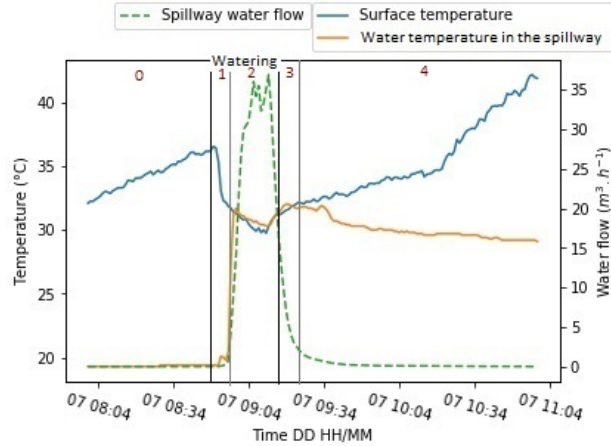 Spillway water flow
Surface temperature
Water temperature in the spillway
Watering
0 1 2 3 4
40
35
30
25
20
Temperature (°C)
35
30
25
20
15
10
5
0
Water flow (m³.h⁻¹)
07 08:04 07 08:34 07 09:04 07 09:34 07 10:04 07 10:34 07 11:04
Time DD HH/MM